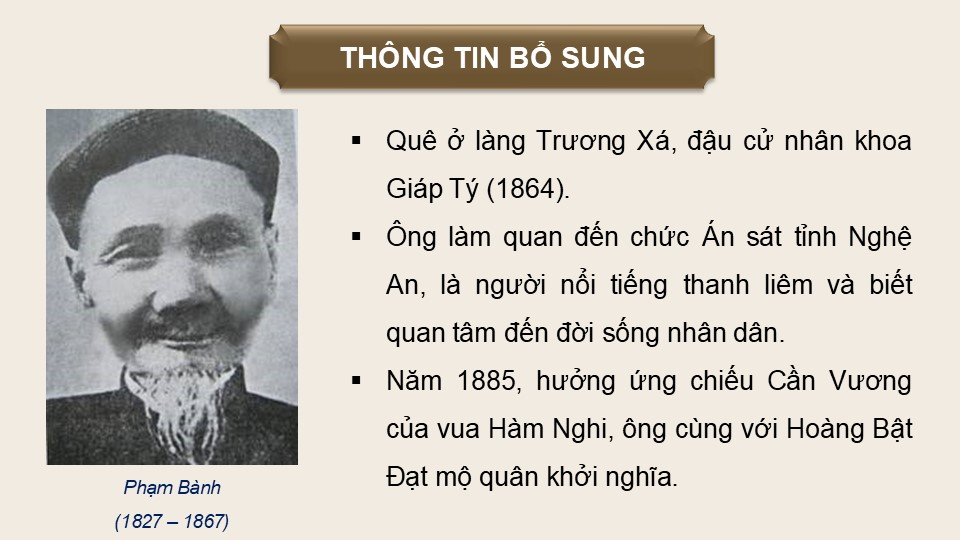 THÔNG TIN BỔ SUNG
▪ Quê ở làng Trương Xá, đậu cử nhân khoa
Giáp Tý (1864).
▪ Ông làm quan đến chức Án sát tỉnh Nghệ
An, là người nổi tiếng thanh liêm và biết
quan tâm đến đời sống nhân dân.
▪ Năm 1885, hưởng ứng chiếu Cần Vương
của vua Hàm Nghi, ông cùng với Hoàng Bật
Đạt mộ quân khởi nghĩa.
Phạm Bành
(1827 – 1867)